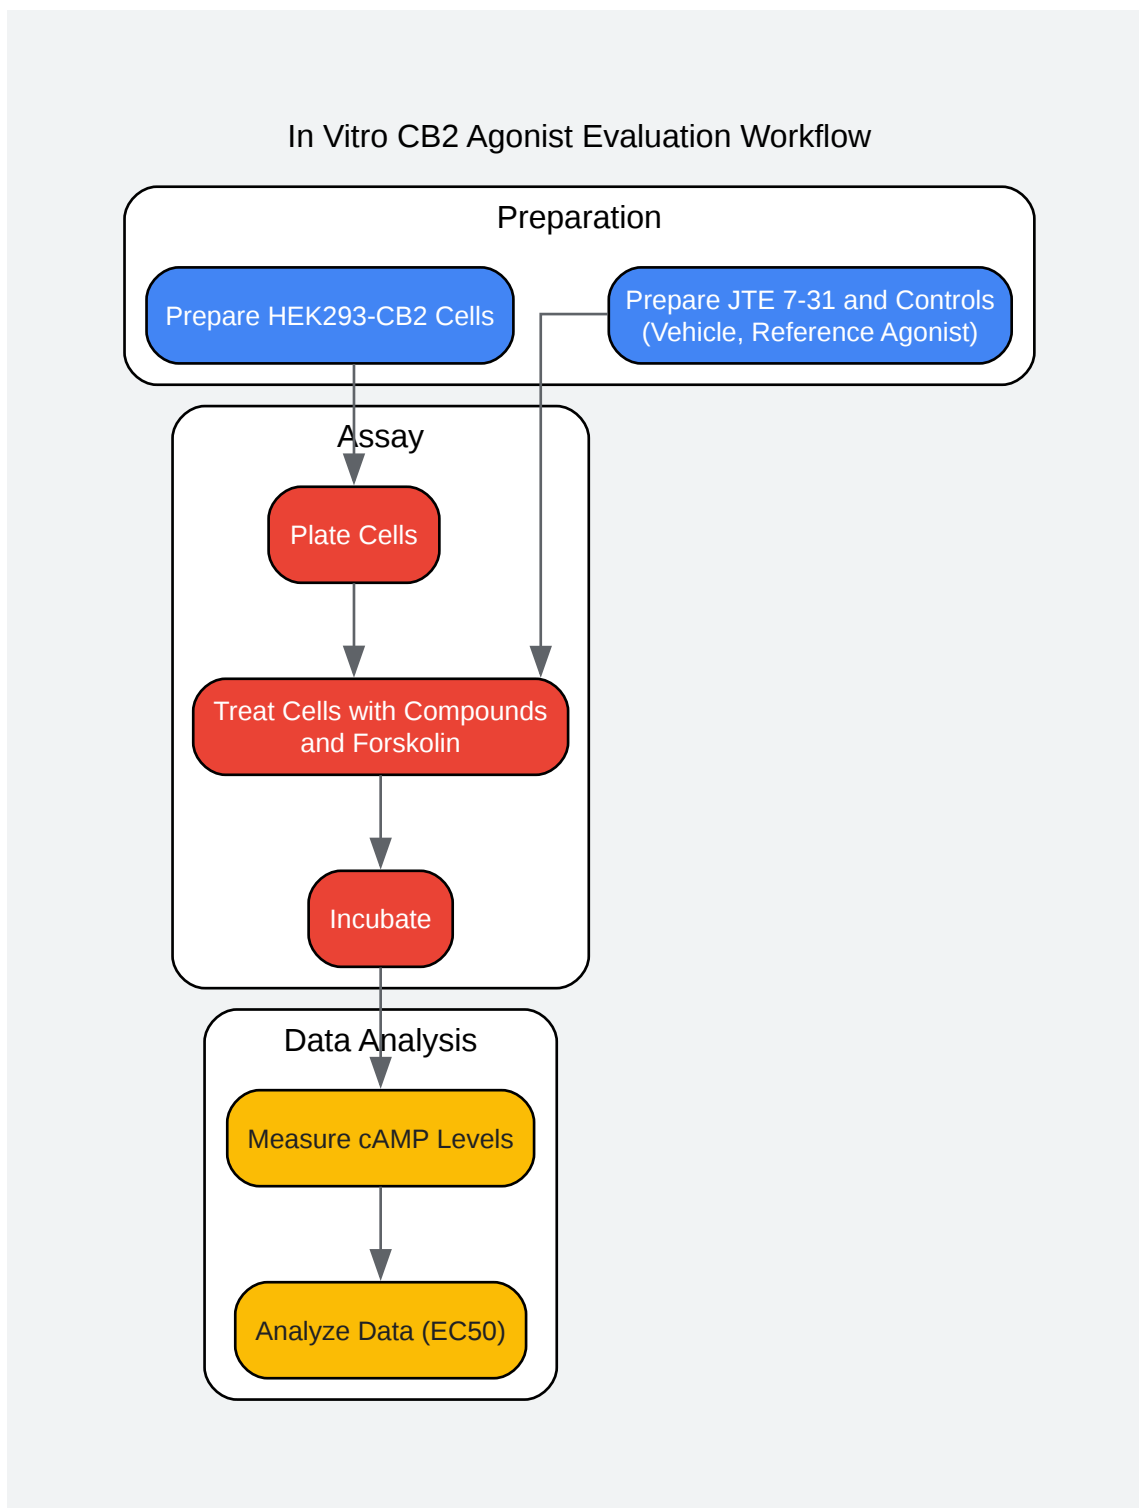 In Vitro CB2 Agonist Evaluation Workflow
Preparation
Prepare HEK293-CB2 Cells
Prepare JTE 7-31 and Controls
(Vehicle, Reference Agonist)
Assay
Plate Cells
Treat Cells with Compounds
and Forskolin
Incubate
Data Analysis
Measure cAMP Levels
Analyze Data (EC50)